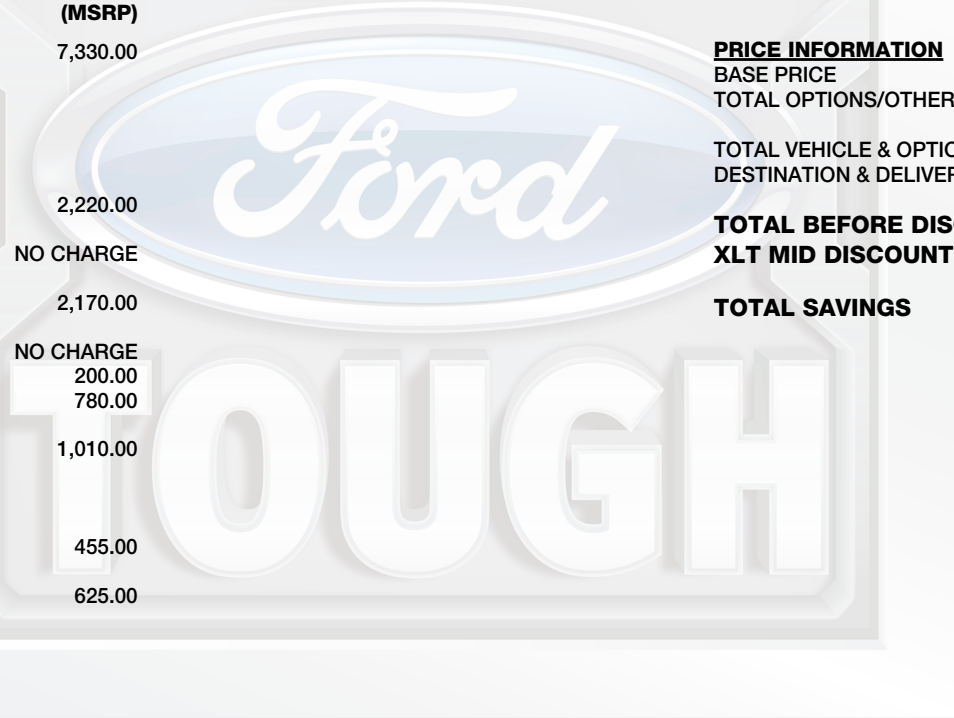 (MSRP)
7,330.00
2,220.00
NO CHARGE
2,170.00
NO CHARGE
200.00
780.00
1,010.00
455.00
625.00
Ford
TOUGH
PRICE INFORMATION
BASE PRICE
TOTAL OPTIONS/OTHER
TOTAL VEHICLE & OPTIO
DESTINATION & DELIVER
TOTAL BEFORE DIS
XLT MID DISCOUNT
TOTAL SAVINGS